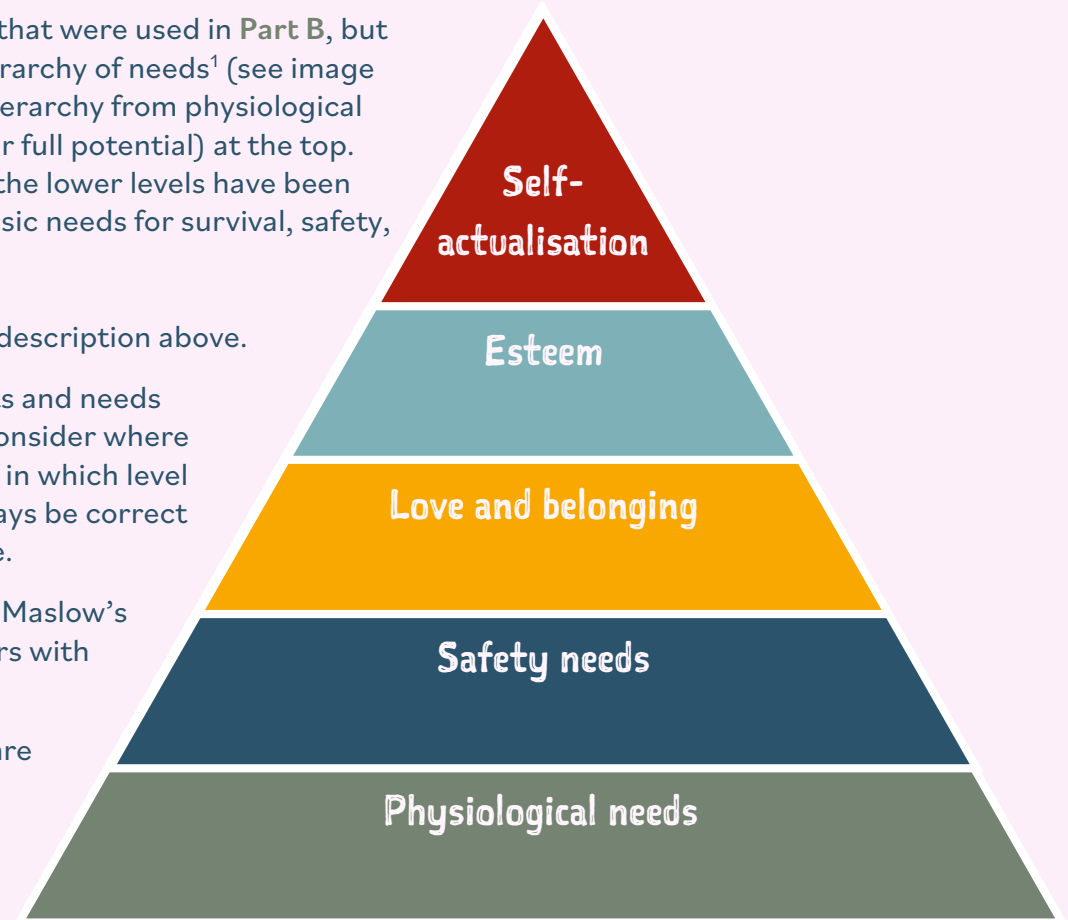 that were used in Part B, but
rarchy of needs¹ (see image
erarchy from physiological
r full potential) at the top.
the lower levels have been
sic needs for survival, safety,
description above.
s and needs
onsider where
in which level
ays be correct
e.
Maslow's
rs with
are
Self-
actualisation
Esteem
Love and belonging
Safety needs
Physiological needs